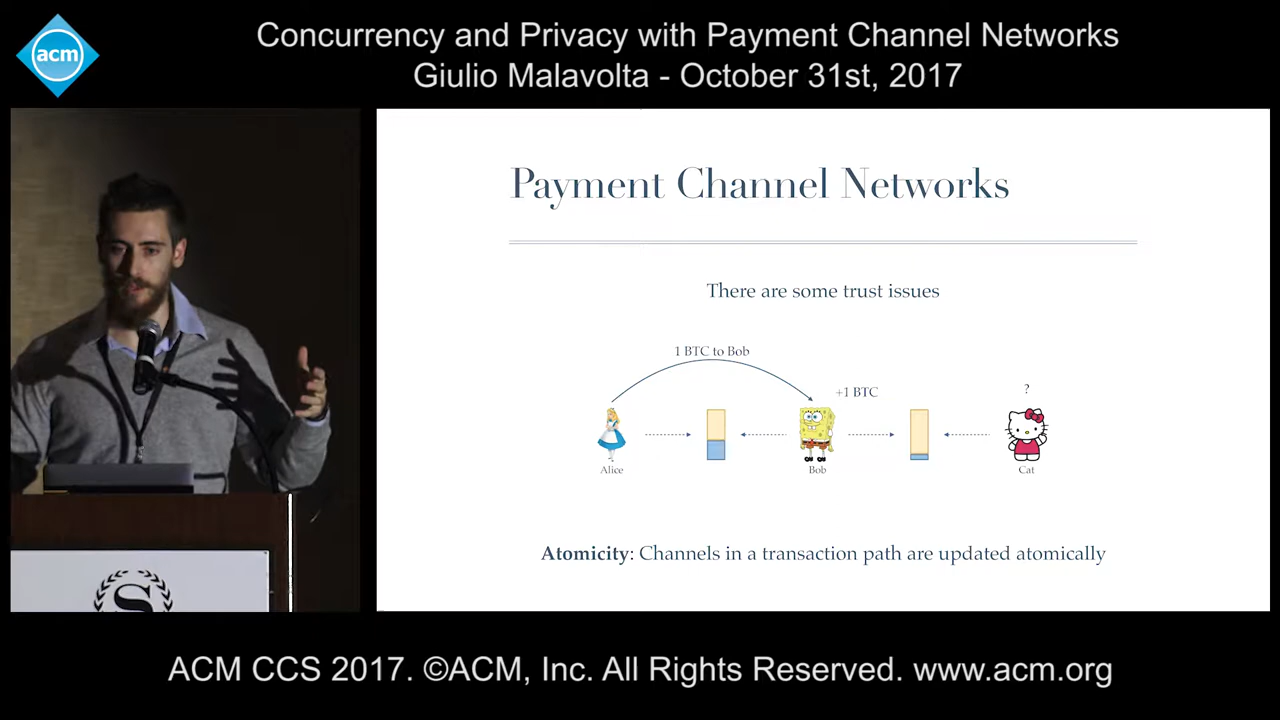 acm
Concurrency and Privacy with Payment Channel Networks
Giulio Malavolta - October 31st, 2017
Payment Channel Networks
There are some trust issues
1 BTC to Bob
+1 BTC
?
Alice
Bob
Cat
Atomicity: Channels in a transaction path are updated atomically
S
ACM CCS 2017. ©ACM, Inc. All Rights Reserved. www.acm.org